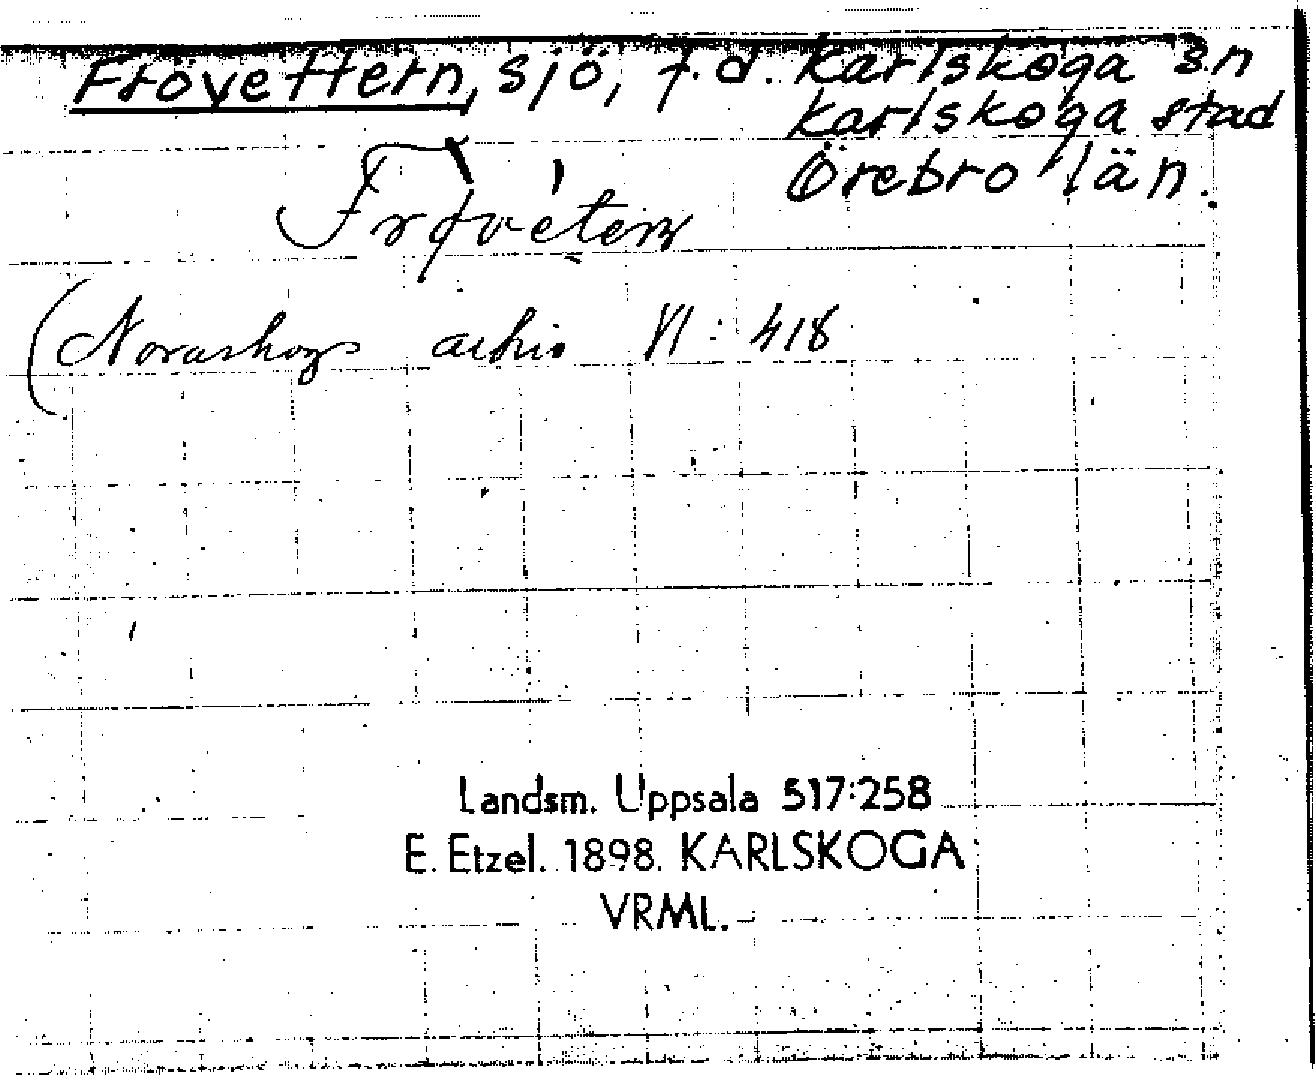 Frövettern, sjö, f.d. Karlskoga sn
Karlskoga stad
Örebro län.
Frövetern
(Noraskogs arkiv VI: 418
Landsm. Uppsala 517:258
E. Etzel. 1898. KARLSKOGA
VRML.